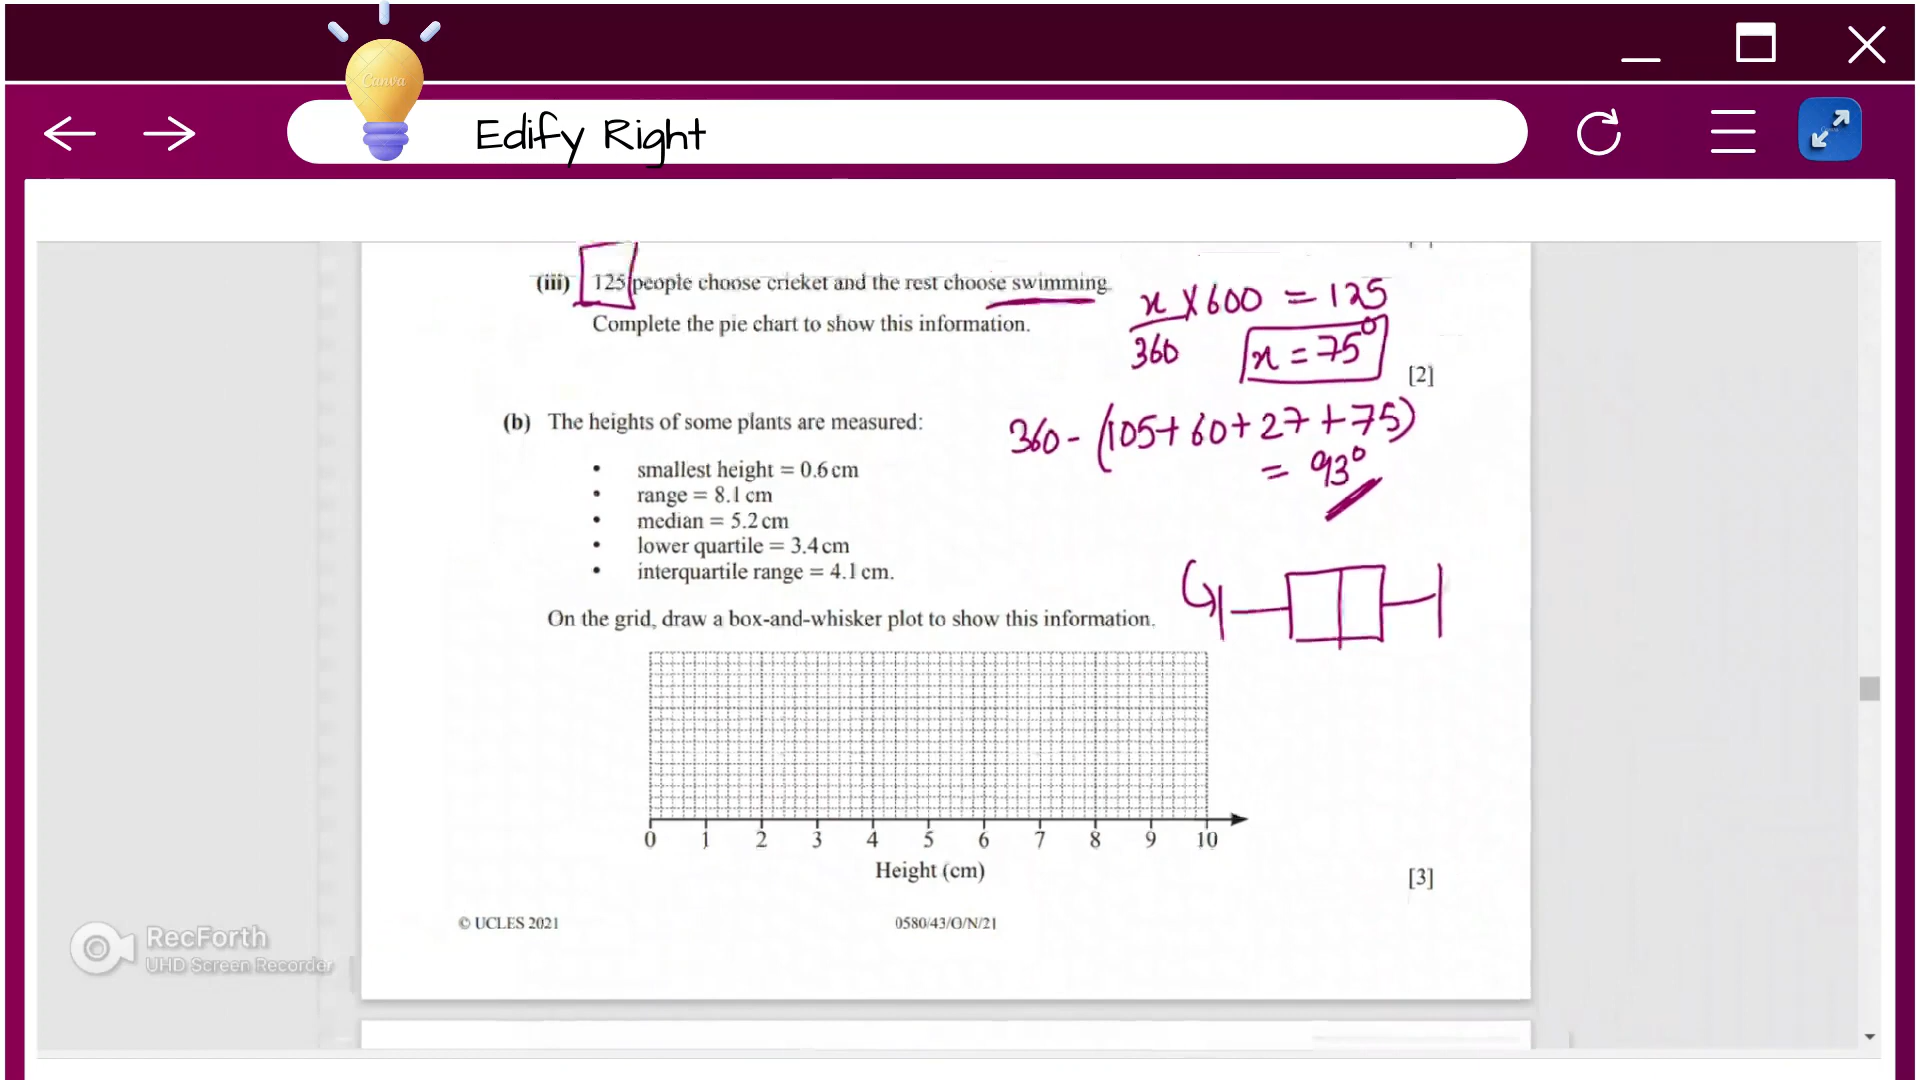 Canva
Edify Right
(iii) 125 people choose cricket and the rest choose swimming.
Complete the pie chart to show this information.
x/360 × 600 = 125
x = 75°
[2]
360 - (105 + 60 + 27 + 75)
= 93°
(b) The heights of some plants are measured:
• smallest height = 0.6 cm
• range = 8.1 cm
• median = 5.2 cm
• lower quartile = 3.4 cm
• interquartile range = 4.1 cm.
On the grid, draw a box-and-whisker plot to show this information.
0 1 2 3 4 5 6 7 8 9 10
Height (cm)
[3]
© UCLES 2021
0580/43/O/N/21
RecForth
UHD Screen Recorder